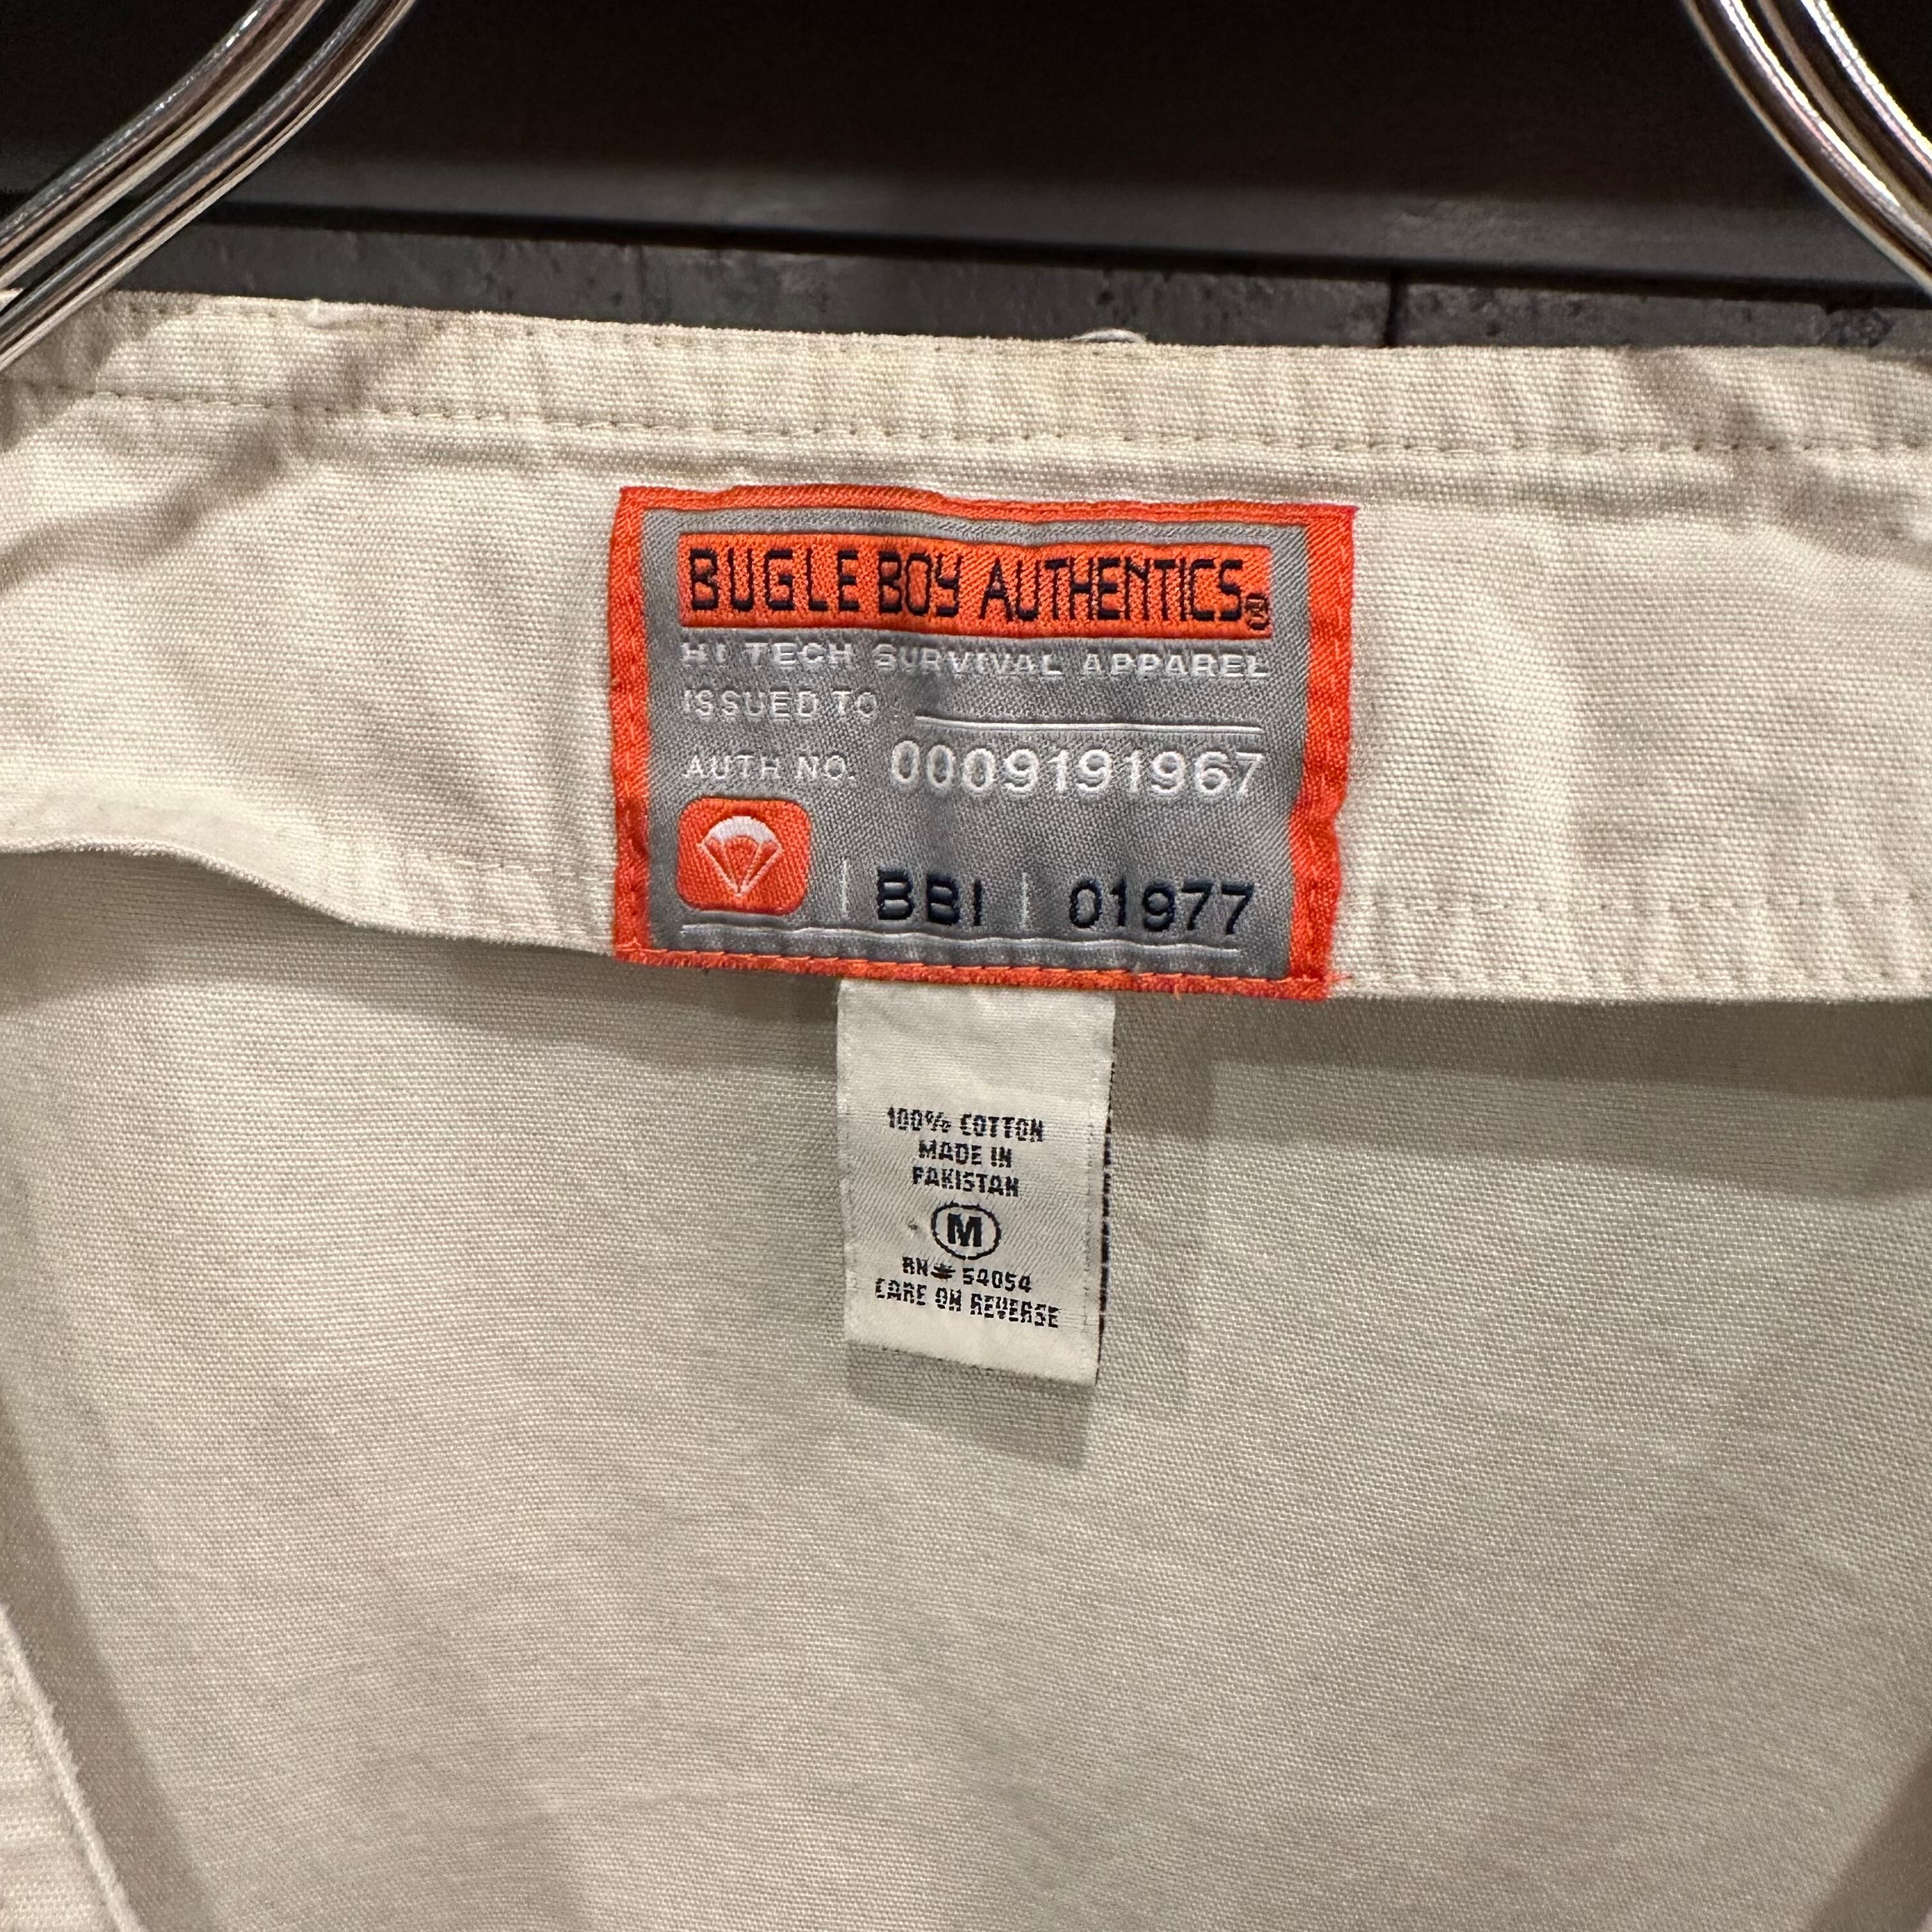 BUGLE BOY AUTHENTICS®
HI TECH SURVIVAL APPAREL
ISSUED TO
AUTH NO. 0009191967
BBI 01977
100% COTTON
MADE IN
PAKISTAN
M
RN# 54054
CARE ON REVERSE